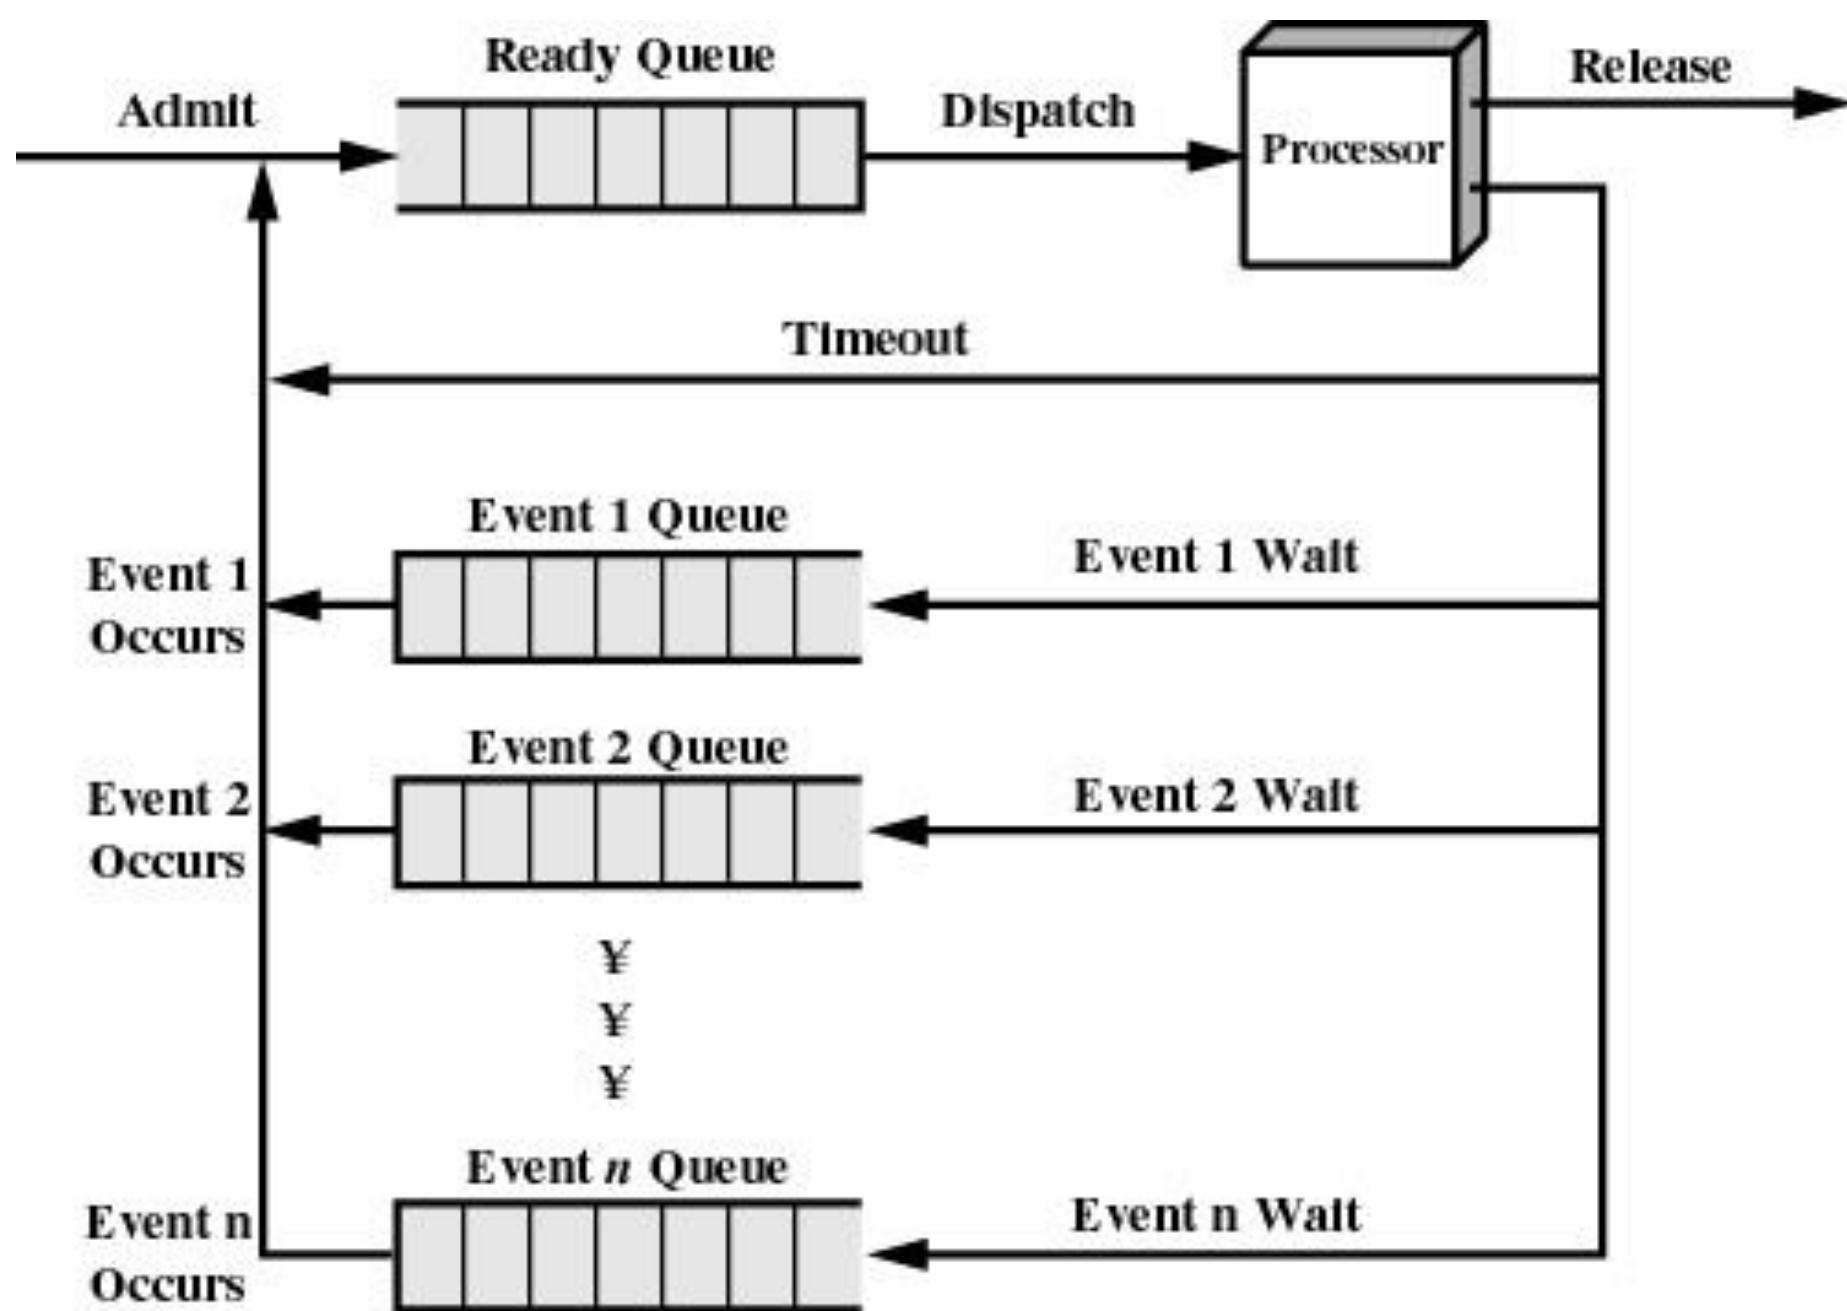 Ready Queue
Admit
Dispatch
Processor
Release
Timeout
Event 1 Queue
Event 1 Wait
Event 1
Occurs
Event 2 Queue
Event 2 Wait
Event 2
Occurs
¥
¥
¥
Event n Queue
Event n Wait
Event n
Occurs